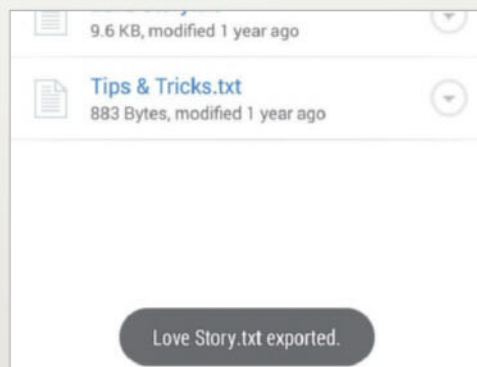 9.6 KB, modified 1 year ago
Tips & Tricks.txt
883 Bytes, modified 1 year ago
Love Story.txt exported.